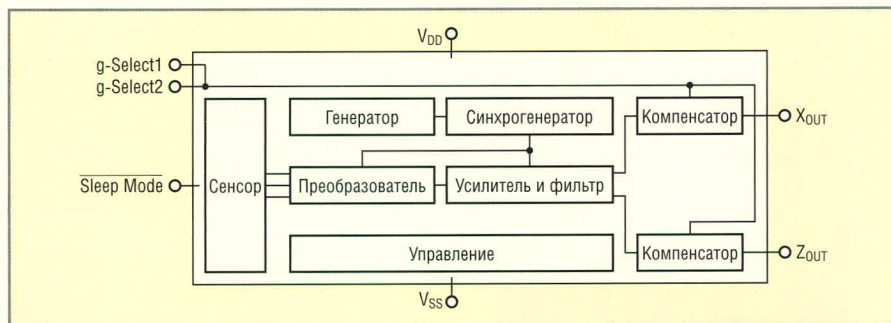 V_DD
g-Select1
g-Select2
Генератор
Синхрогенератор
Компенсатор
X_OUT
Sleep Mode
Сенсор
Преобразователь
Усилитель и фильтр
Управление
Компенсатор
Z_OUT
V_SS